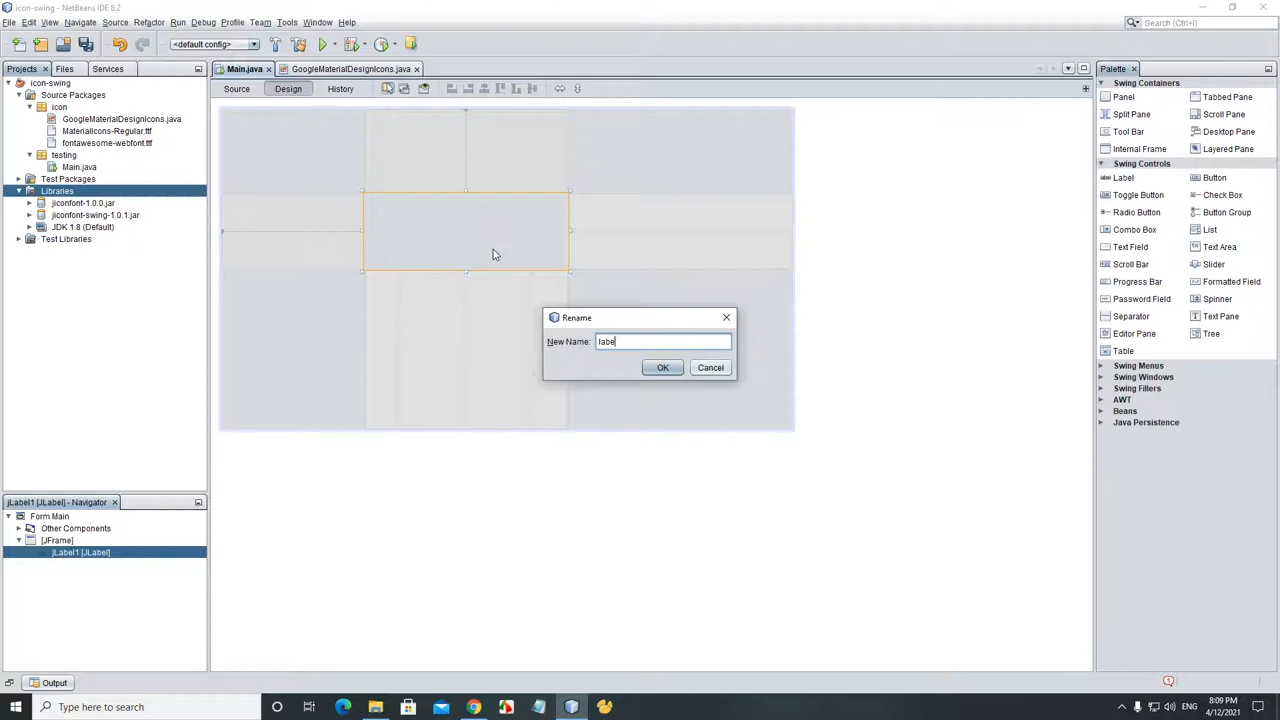 icon-swing - NetBeans IDE 8.2
File Edit View Navigate Source Refactor Run Debug Profile Team Tools Window Help
Search (Ctrl+I)
<default config>
Projects Files Services
Main.java GoogleMaterialDesignIcons.java
Palette
Source Design History
icon-swing
Source Packages
icon
GoogleMaterialDesignIcons.java
MaterialIcons-Regular.ttf
fontawesome-webfont.ttf
testing
Main.java
Test Packages
Libraries
jiconfont-1.0.0.jar
jiconfont-swing-1.0.1.jar
JDK 1.8 (Default)
Test Libraries
Rename
New Name: labe
OK Cancel
Swing Containers
Panel Tabbed Pane
Split Pane Scroll Pane
Tool Bar Desktop Pane
Internal Frame Layered Pane
Swing Controls
Label Button
Toggle Button Check Box
Radio Button Button Group
Combo Box List
Text Field Text Area
Scroll Bar Slider
Progress Bar Formatted Field
Password Field Spinner
Separator Text Pane
Editor Pane Tree
Table
Swing Menus
Swing Windows
Swing Fillers
AWT
Beans
Java Persistence
jLabel1 [JLabel] - Navigator
Form Main
Other Components
[JFrame]
jLabel1 [JLabel]
Output
Type here to search
ENG
8:09 PM
4/12/2021